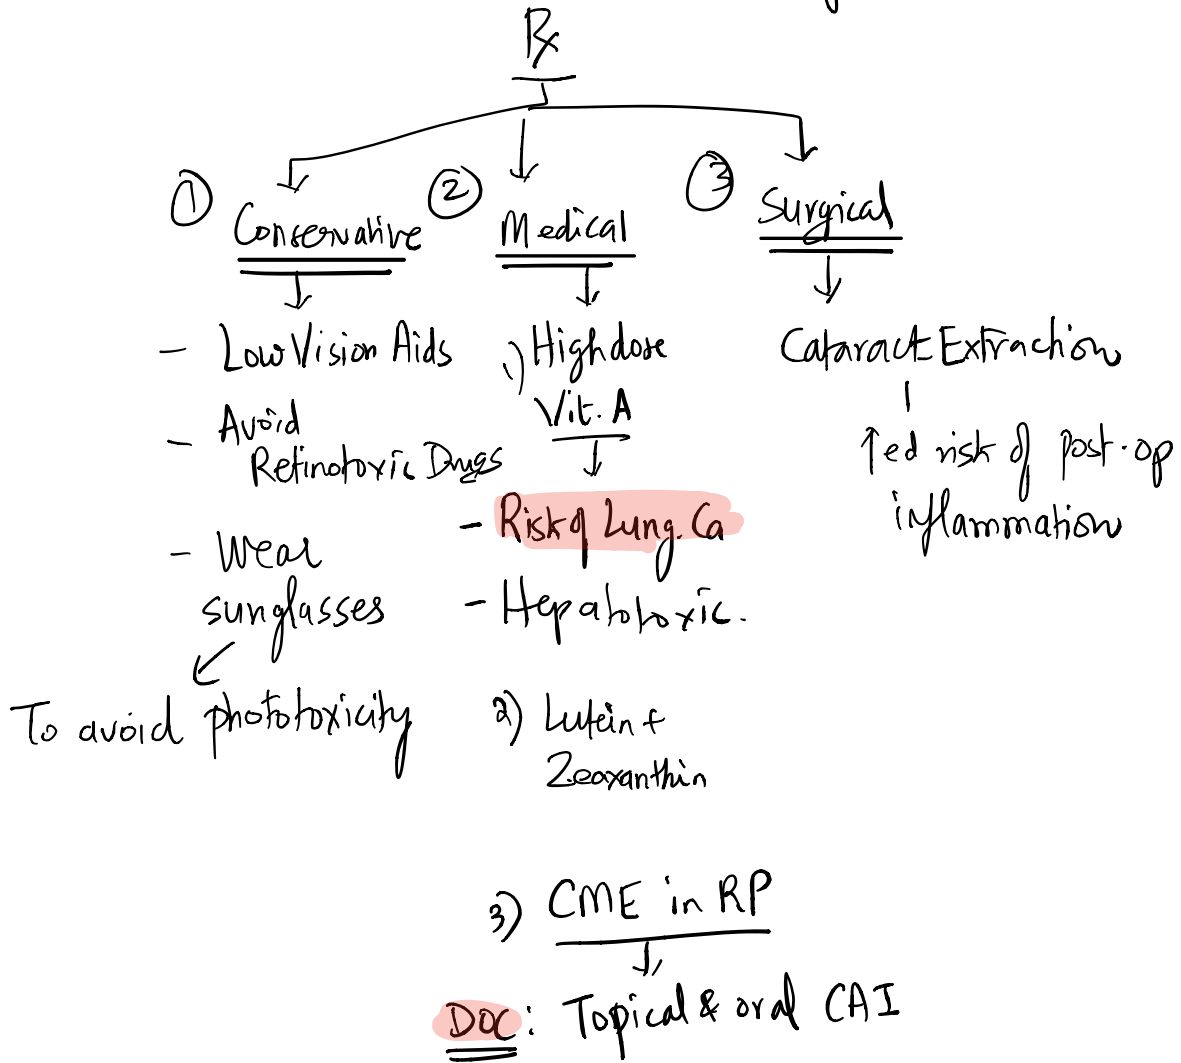 Rx
① Conservative
- Low Vision Aids
- Avoid
Retinotoxic Drugs
- Wear
sunglasses
To avoid phototoxicity
② Medical
1) High dose
Vit. A
- Risk of Lung. Ca
- Hepatotoxic.
2) Lutein +
Zeaxanthin
3) CME in RP
DOC: Topical & oral CAI
③ Surgical
Cataract Extraction
↑ed risk of post-op
inflammation